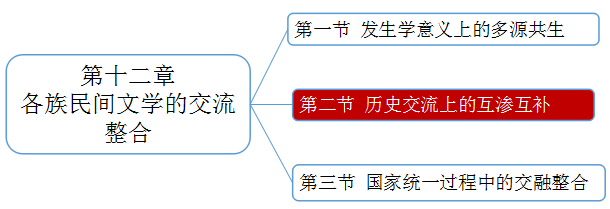 第十二章
各族民间文学的交流
整合
第一节 发生学意义上的多源共生
第二节 历史交流上的互渗互补
第三节 国家统一过程中的交融整合